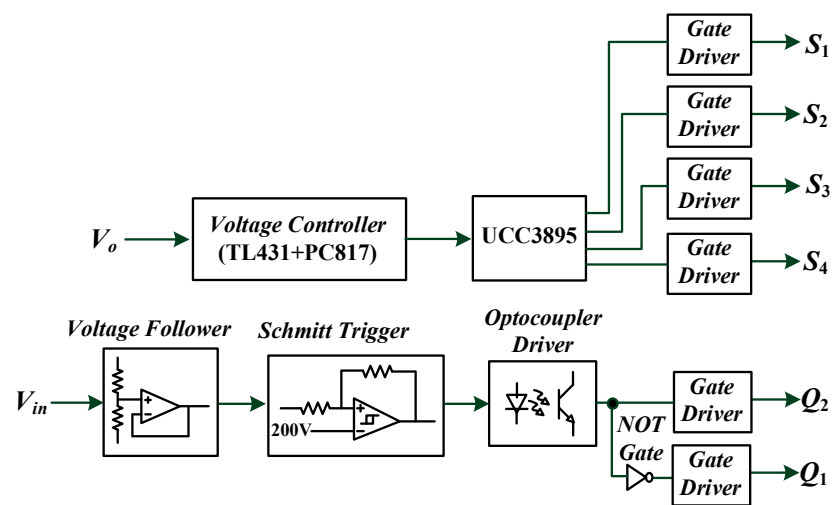 Gate
Driver
S1
Gate
Driver
S2
Gate
Driver
S3
Gate
Driver
S4
Vo
Voltage Controller
(TL431+PC817)
UCC3895
Voltage Follower
Schmitt Trigger
Optocoupler
Driver
Vin
+
-
200V
+
-
NOT
Gate
Gate
Driver
Q2
Gate
Driver
Q1